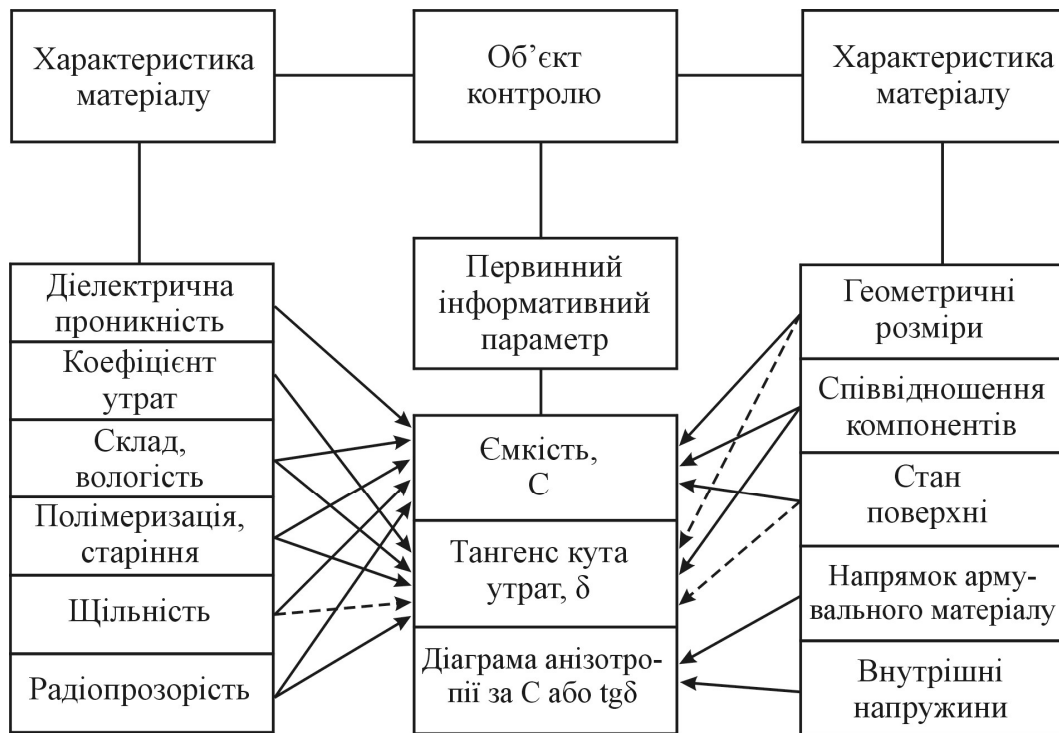 Характеристика
матеріалу
Об’єкт
контролю
Характеристика
матеріалу
Діелектрична
проникність
Коефіцієнт
утрат
Склад,
вологість
Полімеризація,
старіння
Щільність
Радіопрозорість
Первинний
інформативний
параметр
Ємкість,
С
Тангенс кута
утрат, δ
Діаграма анізотро-
пії за С або tgδ
Геометричні
розміри
Співвідношення
компонентів
Стан
поверхні
Напрямок арму-
вального матеріалу
Внутрішні
напружини